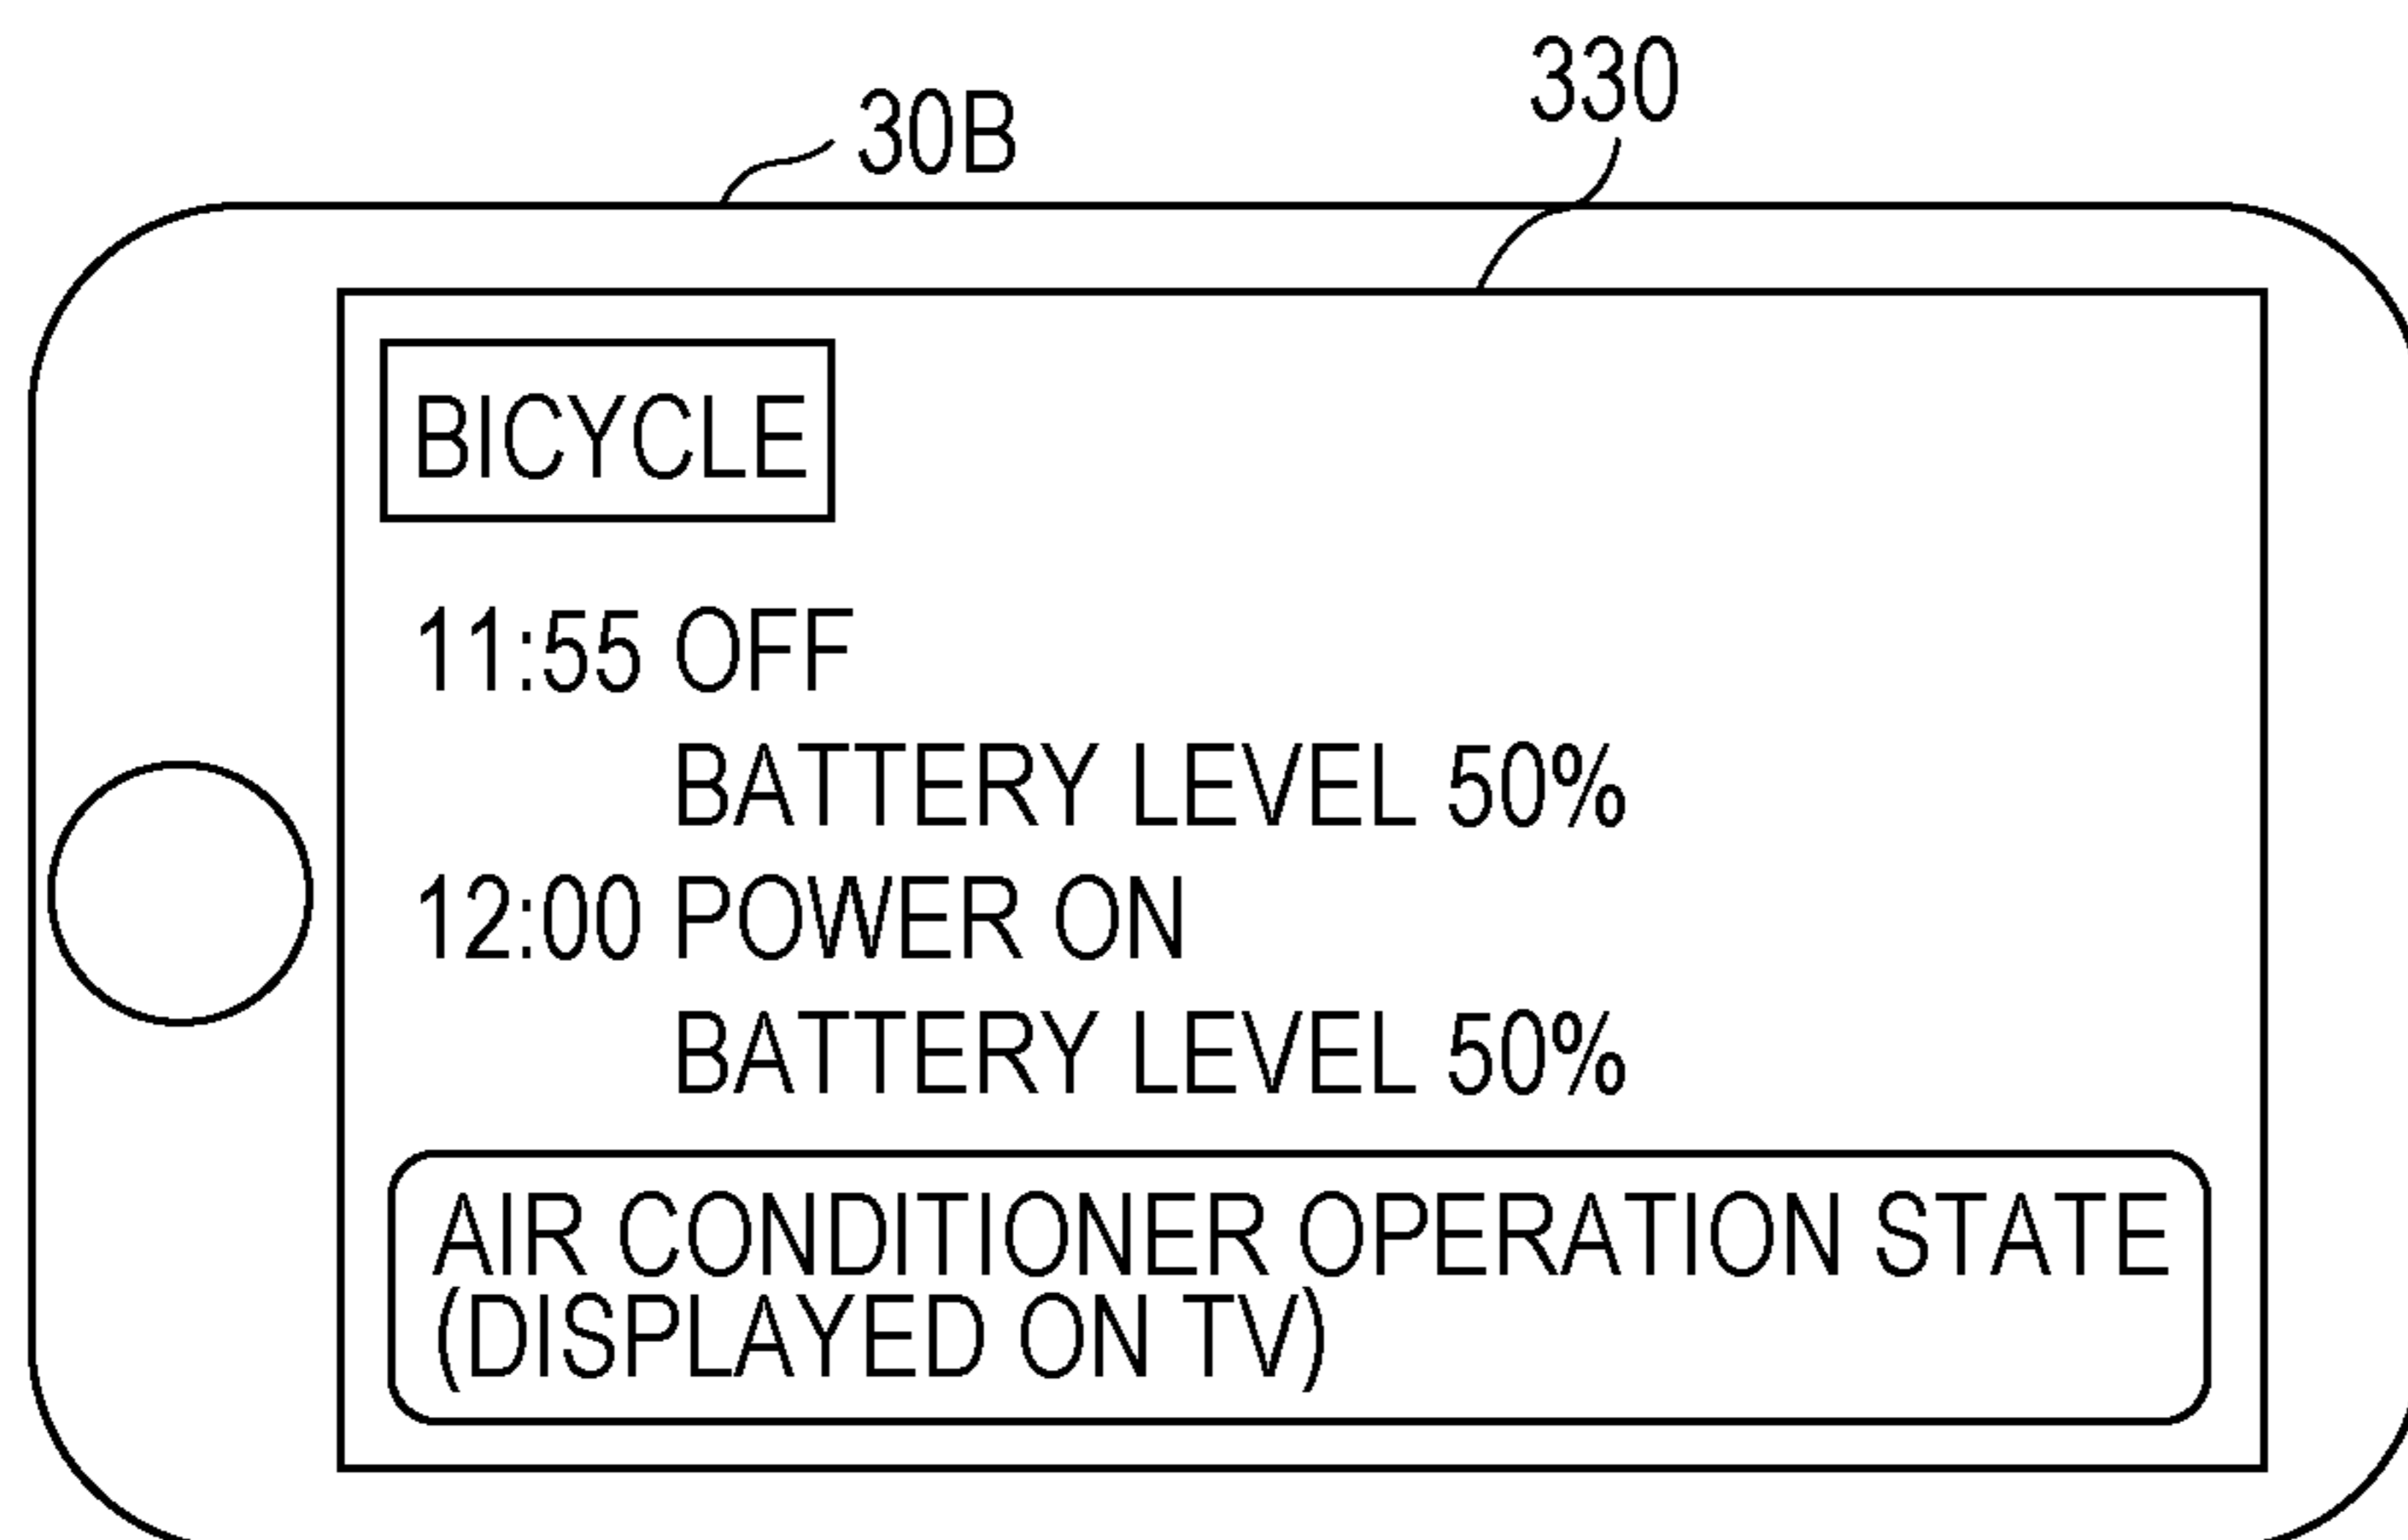 330
30B
BICYCLE
11:55 OFF
BATTERY LEVEL 50%
12:00 POWER ON
BATTERY LEVEL 50%
AIR CONDITIONER OPERATION STATE
(DISPLAYED ON TV)